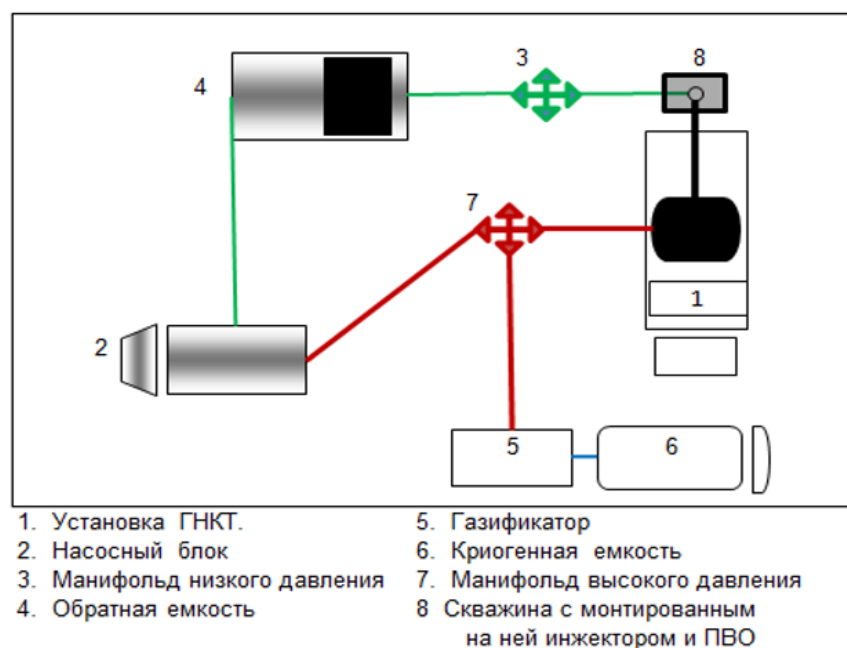 3
8
4
7
1
2
5
6
1. Установка ГНКТ.
2. Насосный блок
3. Манифольд низкого давления
4. Обратная емкость
5. Газификатор
6. Криогенная емкость
7. Манифольд высокого давления
8 Скважина с монтированным
на ней инжектором и ПВО